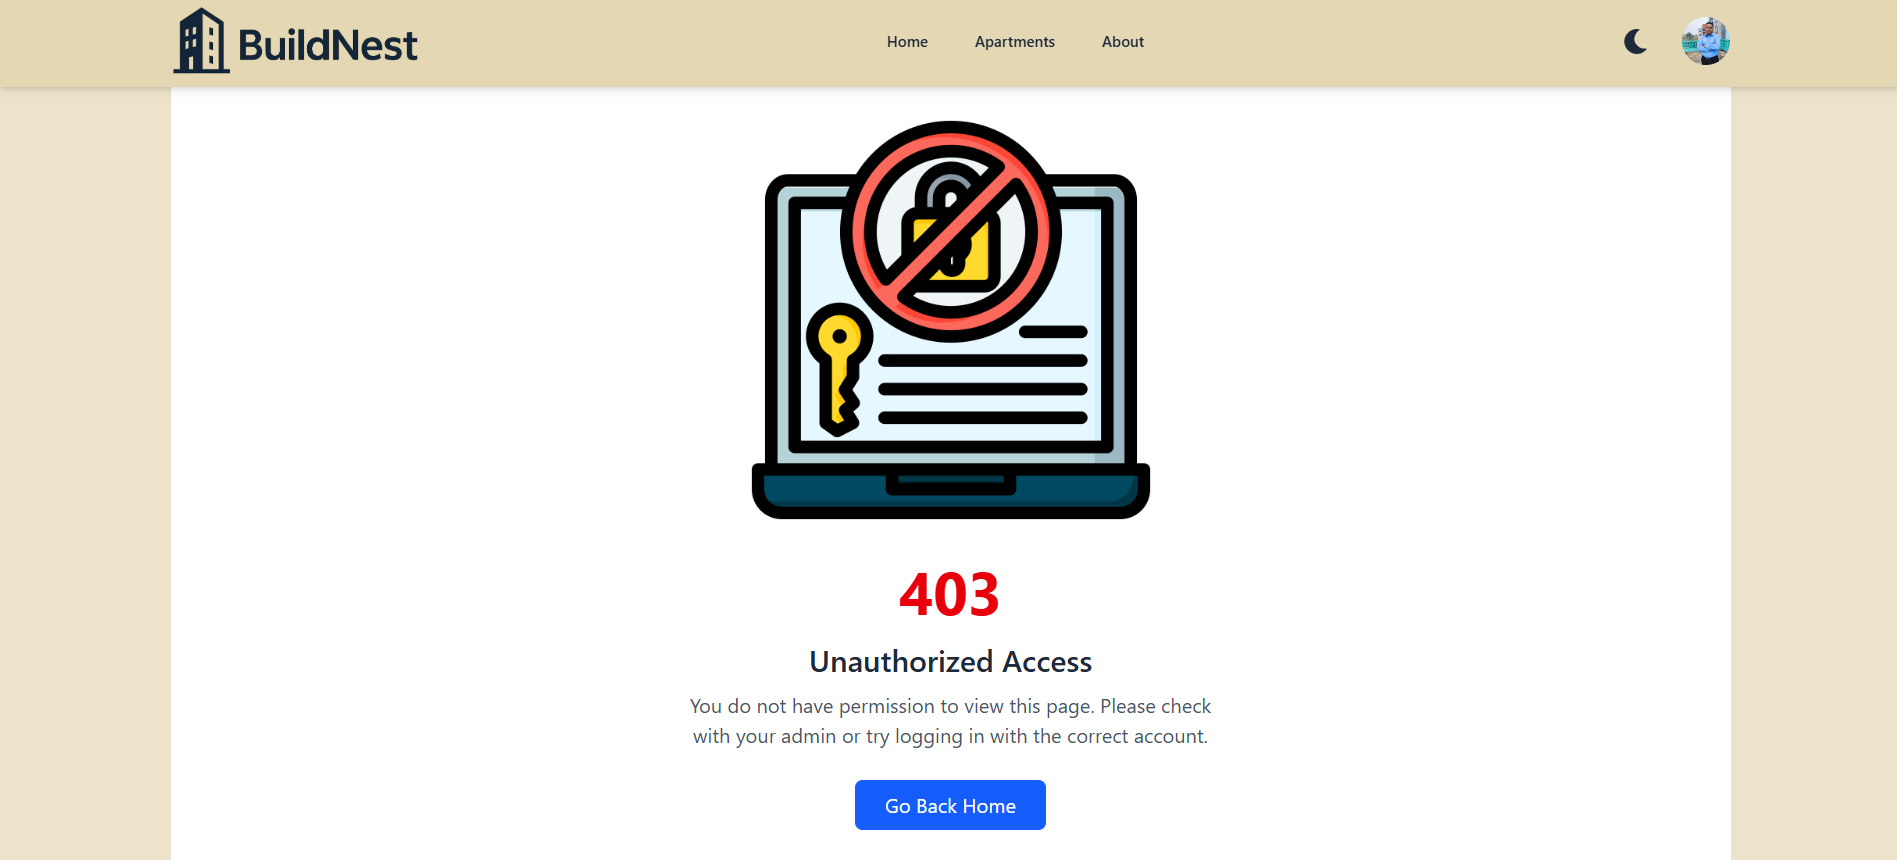 BuildNest
Home
Apartments
About
403
Unauthorized Access
You do not have permission to view this page. Please check
with your admin or try logging in with the correct account.
Go Back Home